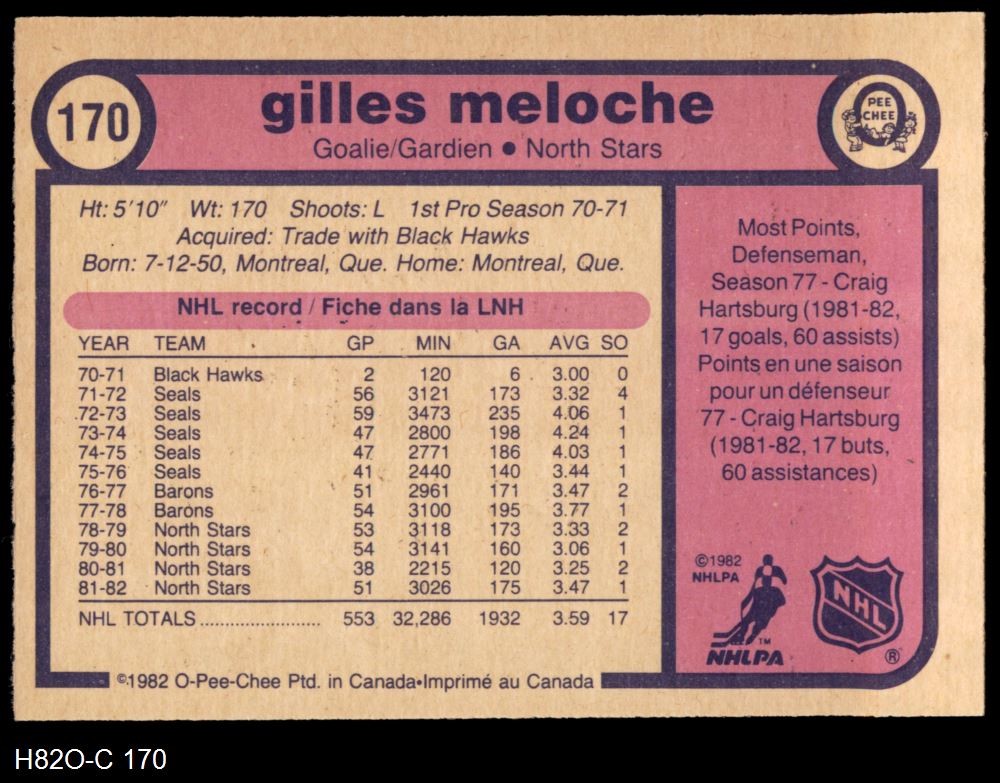 170
gilles meloche
Goalie/Gardien ● North Stars
O
PEE
CHEE
Ht: 5'10" Wt: 170 Shoots: L 1st Pro Season 70-71
Acquired: Trade with Black Hawks
Born: 7-12-50, Montreal, Que. Home: Montreal, Que.
NHL record / Fiche dans la LNH
YEAR TEAM GP MIN GA AVG SO
70-71 Black Hawks 2 120 6 3.00 0
71-72 Seals 56 3121 173 3.32 4
72-73 Seals 59 3473 235 4.06 1
73-74 Seals 47 2800 198 4.24 1
74-75 Seals 47 2771 186 4.03 1
75-76 Seals 41 2440 140 3.44 1
76-77 Barons 51 2961 171 3.47 2
77-78 Barons 54 3100 195 3.77 1
78-79 North Stars 53 3118 173 3.33 2
79-80 North Stars 54 3141 160 3.06 1
80-81 North Stars 38 2215 120 3.25 2
81-82 North Stars 51 3026 175 3.47 1
NHL TOTALS ........................ 553 32,286 1932 3.59 17
©1982 O-Pee-Chee Ptd. in Canada•Imprimé au Canada
Most Points,
Defenseman,
Season 77 - Craig
Hartsburg (1981-82,
17 goals, 60 assists)
Points en une saison
pour un défenseur
77 - Craig Hartsburg
(1981-82, 17 buts,
60 assistances)
©1982
NHLPA
TM
NHLPA
NHL
®
H82O-C 170